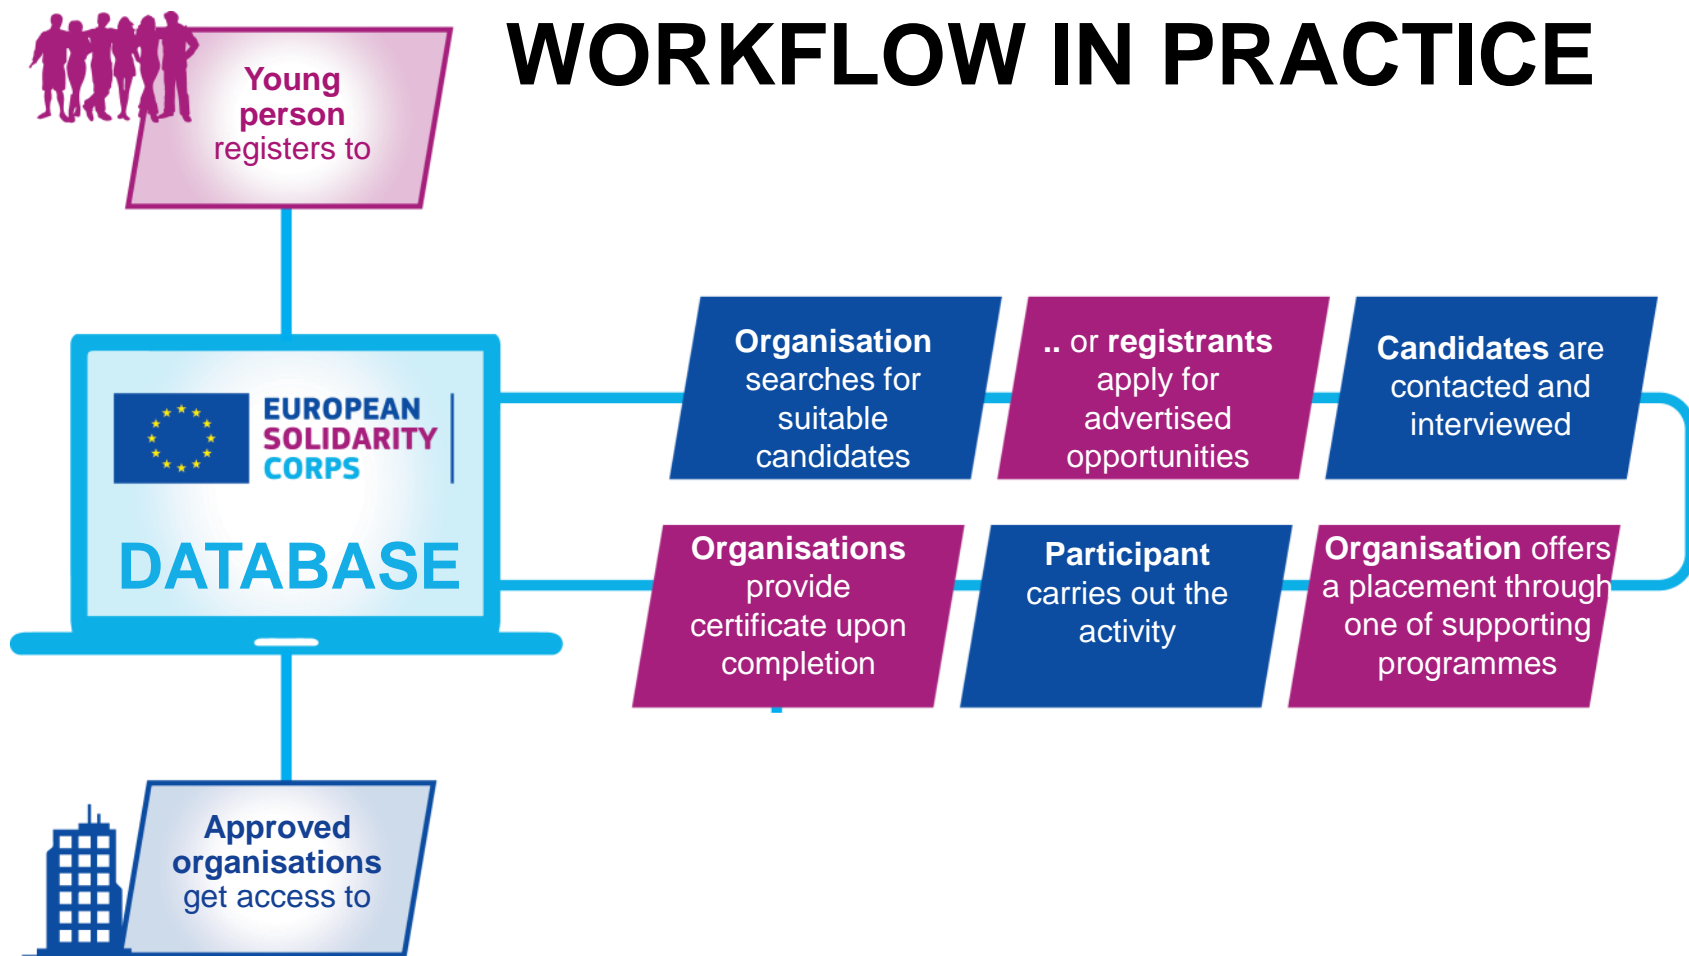 WORKFLOW IN PRACTICE
Young
person
registers to
EUROPEAN
SOLIDARITY
CORPS
DATABASE
Approved
organisations
get access to
Organisation
searches for
suitable
candidates
.. or registrants
apply for
advertised
opportunities
Candidates are
contacted and
interviewed
Organisation offers
a placement through
one of supporting
programmes
Participant
carries out the
activity
Organisations
provide
certificate upon
completion